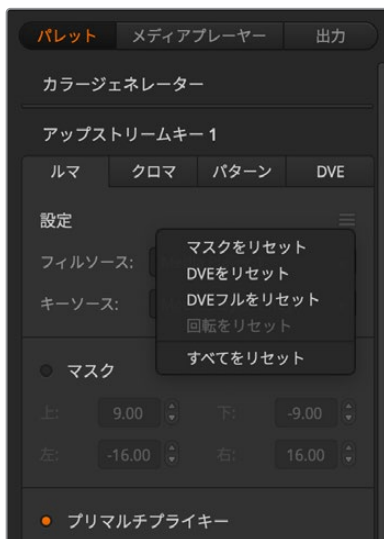 パレット メディアプレーヤー 出力
カラージェネレーター
アップストリームキー 1
ルマ クロマ パターン DVE
設定
マスクをリセット
フィルソース:
DVEをリセット
DVEフルをリセット
キーソース:
回転をリセット
すべてをリセット
マスク
上: 9.00 下: -9.00
左: -16.00 右: 16.00
プリマルチプライキー